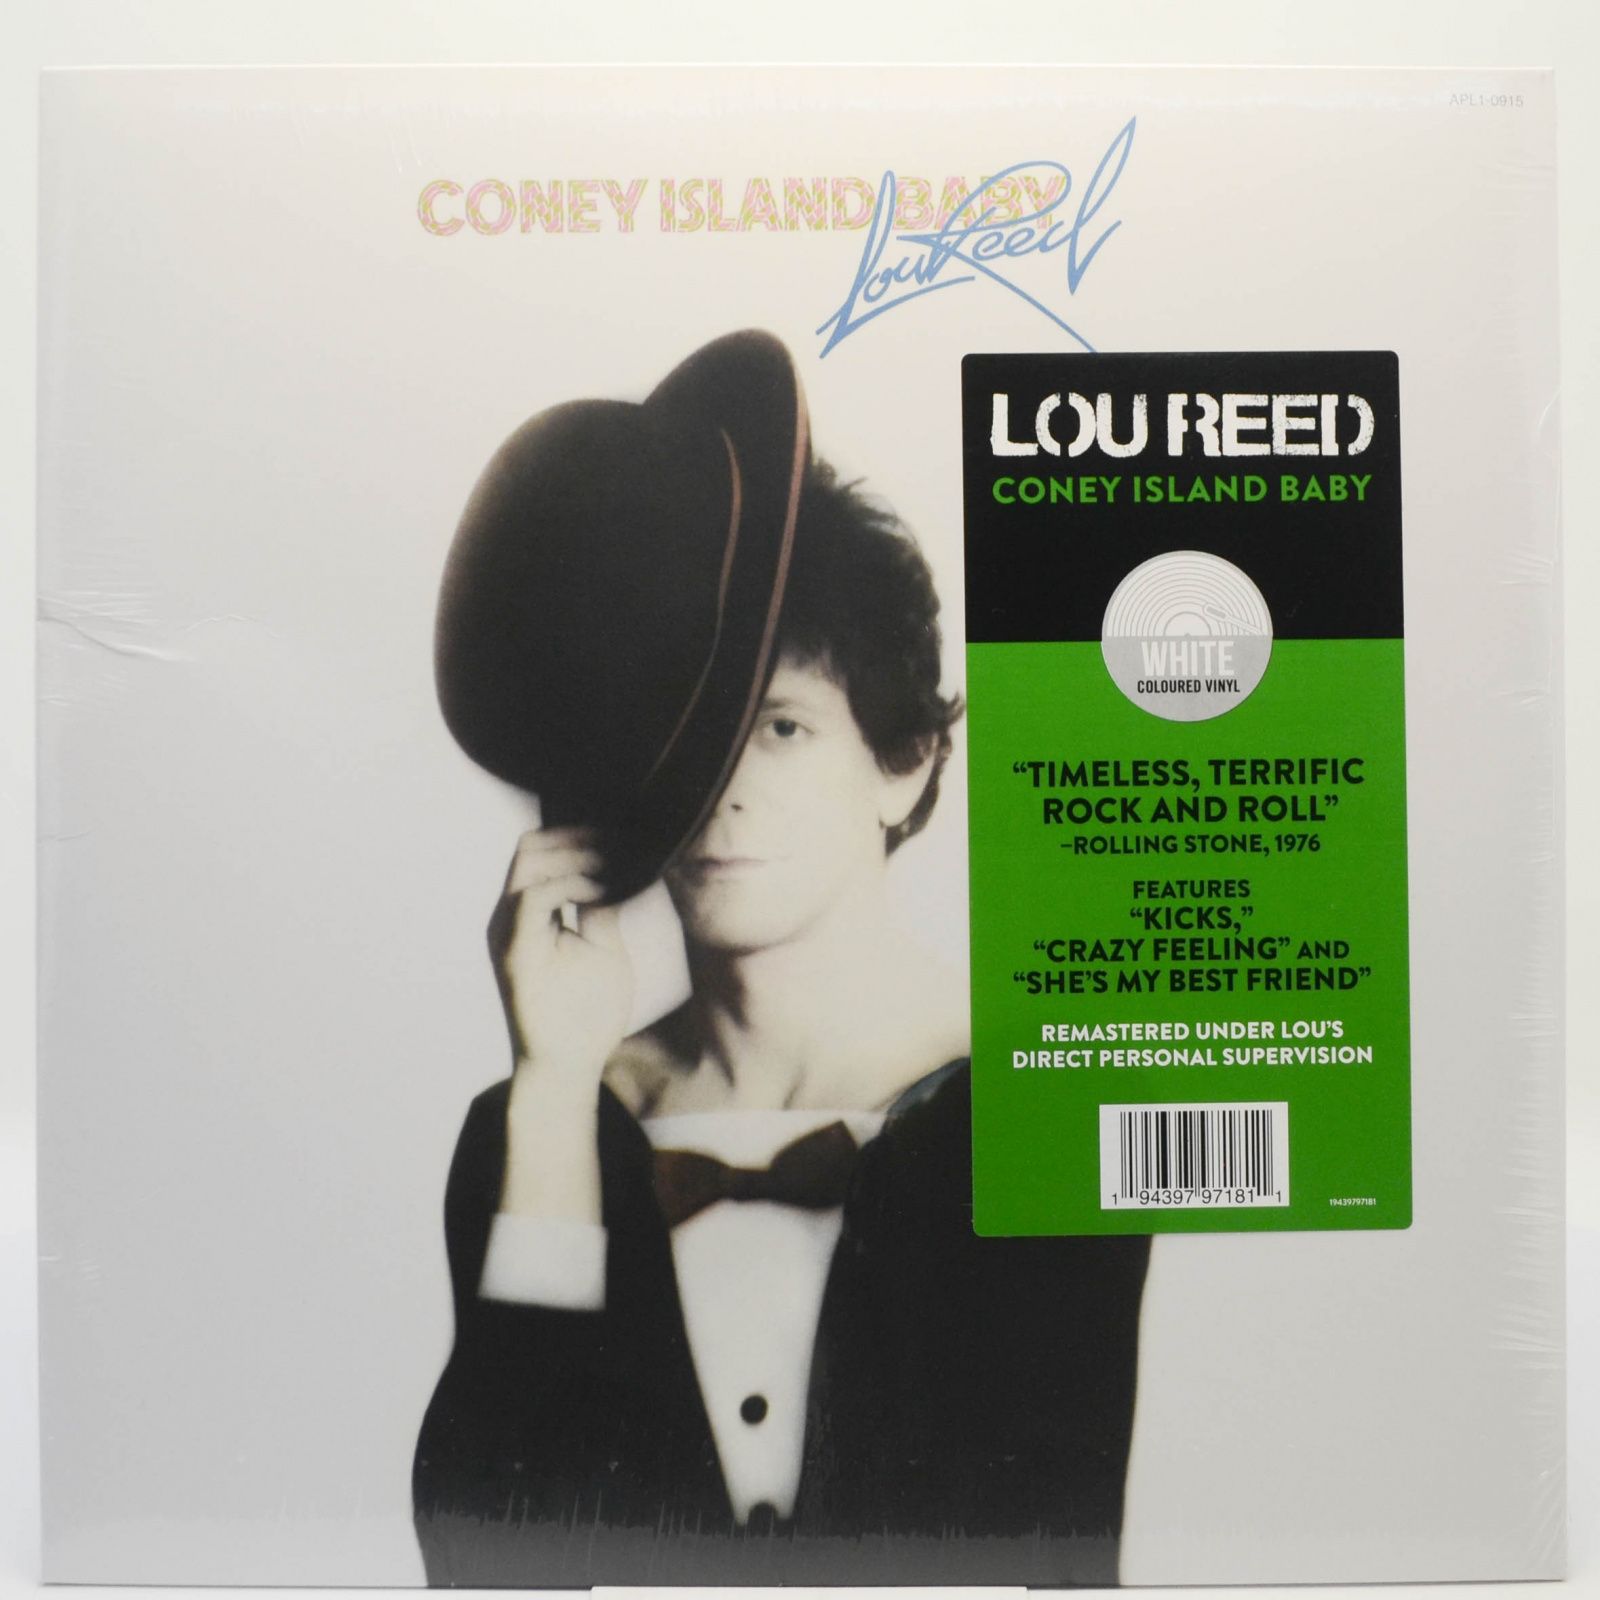 APL1-0915
CONEY ISLAND BABY
Lou Reed
LOU REED
CONEY ISLAND BABY
WHITE
COLOURED VINYL
“TIMELESS, TERRIFIC
ROCK AND ROLL”
–ROLLING STONE, 1976
FEATURES
“KICKS,”
“CRAZY FEELING” AND
“SHE’S MY BEST FRIEND”
REMASTERED UNDER LOU’S
DIRECT PERSONAL SUPERVISION
1 94397 97181 1
19439797181